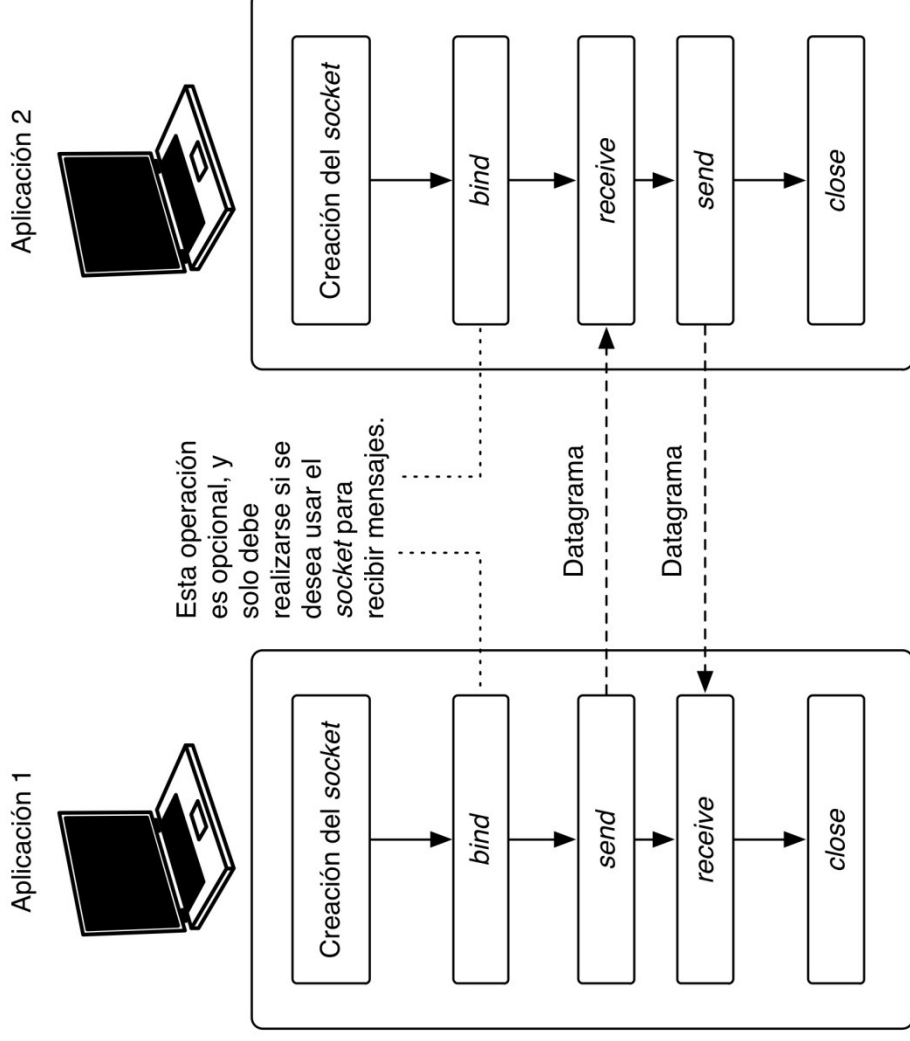 Aplicación 1
Creación del socket
bind
send
receive
close
Esta operación
es opcional, y
solo debe
realizarse si se
desea usar el
socket para
recibir mensajes.
Datagrama
Datagrama
Aplicación 2
Creación del socket
bind
receive
send
close